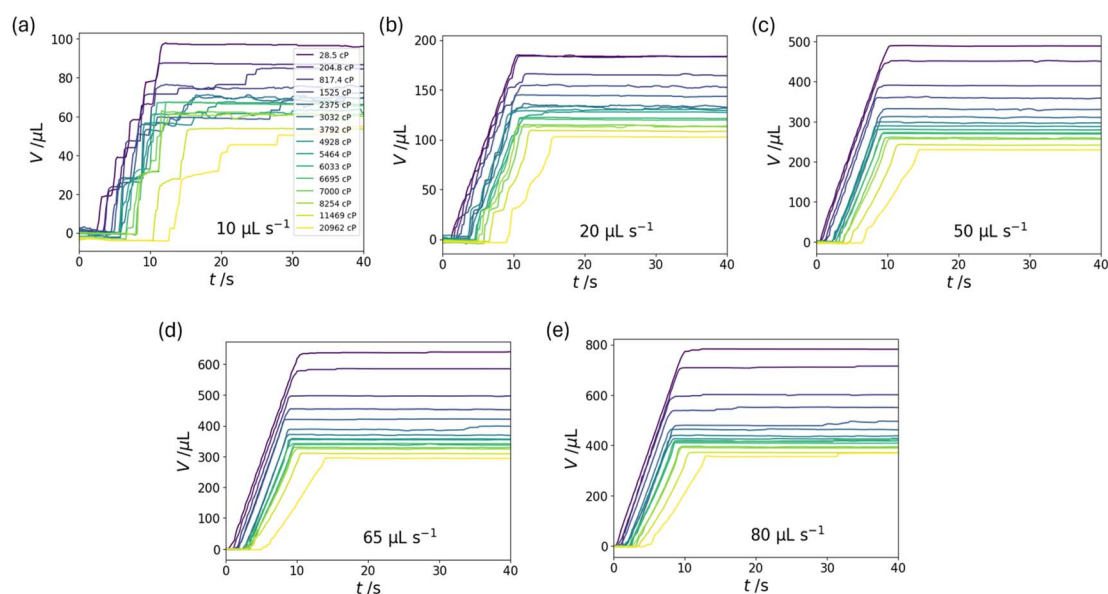 (a)
V /µL
100
80
60
40
20
0
0 10 20 30 40
t /s
28.5 cP
204.8 cP
817.4 cP
1525 cP
2375 cP
3032 cP
3792 cP
4928 cP
5464 cP
6033 cP
6695 cP
7000 cP
8254 cP
11469 cP
20962 cP
10 µL s⁻¹
(b)
V /µL
200
150
100
50
0
0 10 20 30 40
t /s
20 µL s⁻¹
(c)
V /µL
500
400
300
200
100
0
0 10 20 30 40
t /s
50 µL s⁻¹
(d)
V /µL
600
500
400
300
200
100
0
0 10 20 30 40
t /s
65 µL s⁻¹
(e)
V /µL
800
600
400
200
0
0 10 20 30 40
t /s
80 µL s⁻¹